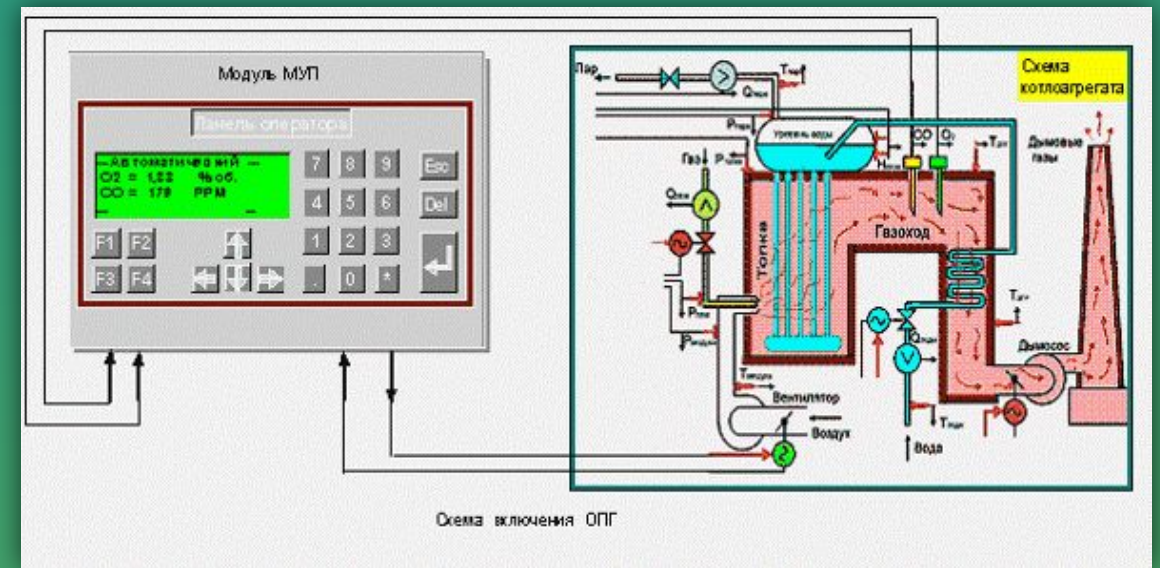 Модуль МУП
Панель оператора
- Автоматический -
O2 = 1,63 %об.
CO = 179 PPM
7 8 9 Esc
4 5 6 Del
F1 F2 1 2 3
F3 F4 . 0 *
Схема
котлоагрегата
Пар
Уровень воды
CO O₂
Дымовые
газы
Газ
Топка
Газоход
Дымосос
Вентилятор
Воздух
Вода
Схема включения ОПГ